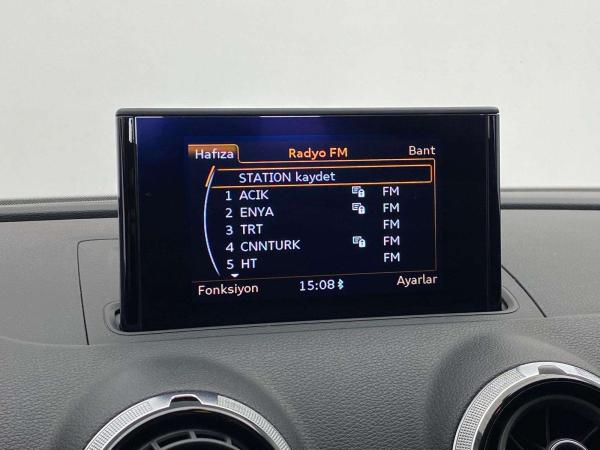 Hafıza Radyo FM Bant
STATION kaydet
1 ACIK FM
2 ENYA FM
3 TRT FM
4 CNNTURK FM
5 HT FM
Fonksiyon 15:08 Ayarlar